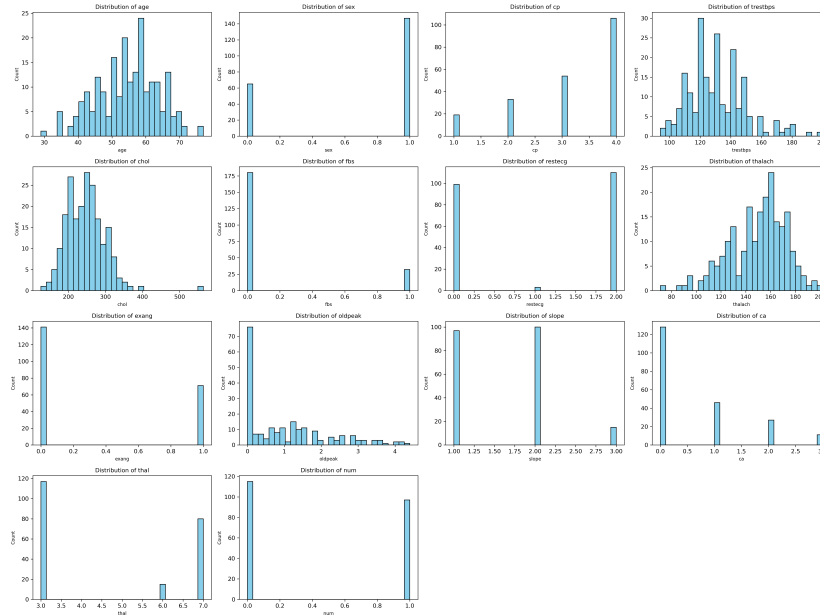 Distribution of age
Count
25
20
15
10
5
0
30 40 50 60 70
age
Distribution of sex
Count
140
120
100
80
60
40
20
0
0.0 0.2 0.4 0.6 0.8 1.0
sex
Distribution of cp
Count
100
80
60
40
20
0
1.0 1.5 2.0 2.5 3.0 3.5 4.0
cp
Distribution of trestbps
Count
30
25
20
15
10
5
0
100 120 140 160 180
trestbps
Distribution of chol
Count
25
20
15
10
5
0
200 300 400 500
chol
Distribution of fbs
Count
175
150
125
100
75
50
25
0
0.0 0.2 0.4 0.6 0.8 1.0
fbs
Distribution of restecg
Count
100
80
60
40
20
0
0.00 0.25 0.50 0.75 1.00 1.25 1.50 1.75 2.00
restecg
Distribution of thalach
Count
25
20
15
10
5
0
80 100 120 140 160 180
thalach
Distribution of exang
Count
140
120
100
80
60
40
20
0
0.0 0.2 0.4 0.6 0.8 1.0
exang
Distribution of oldpeak
Count
70
60
50
40
30
20
10
0
0 1 2 3 4
oldpeak
Distribution of slope
Count
100
80
60
40
20
0
1.00 1.25 1.50 1.75 2.00 2.25 2.50 2.75 3.00
slope
Distribution of ca
Count
120
100
80
60
40
20
0
0.0 0.5 1.0 1.5 2.0 2.5
ca
Distribution of thal
Count
120
100
80
60
40
20
0
3.0 3.5 4.0 4.5 5.0 5.5 6.0 6.5 7.0
thal
Distribution of num
Count
120
100
80
60
40
20
0
0.0 0.2 0.4 0.6 0.8 1.0
num